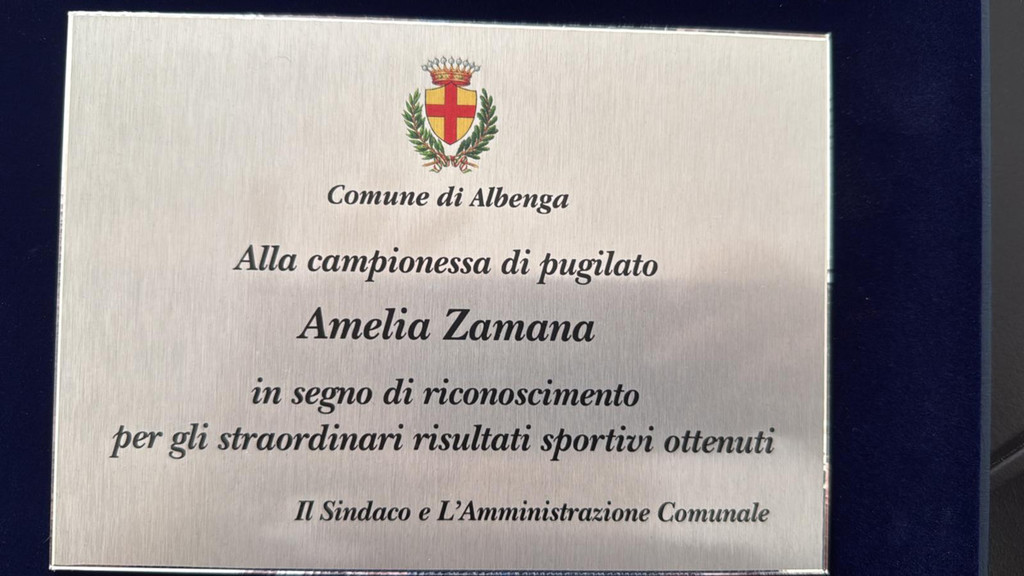 Comune di Albenga
Alla campionessa di pugilato
Amelia Zamana
in segno di riconoscimento
per gli straordinari risultati sportivi ottenuti
Il Sindaco e L'Amministrazione Comunale